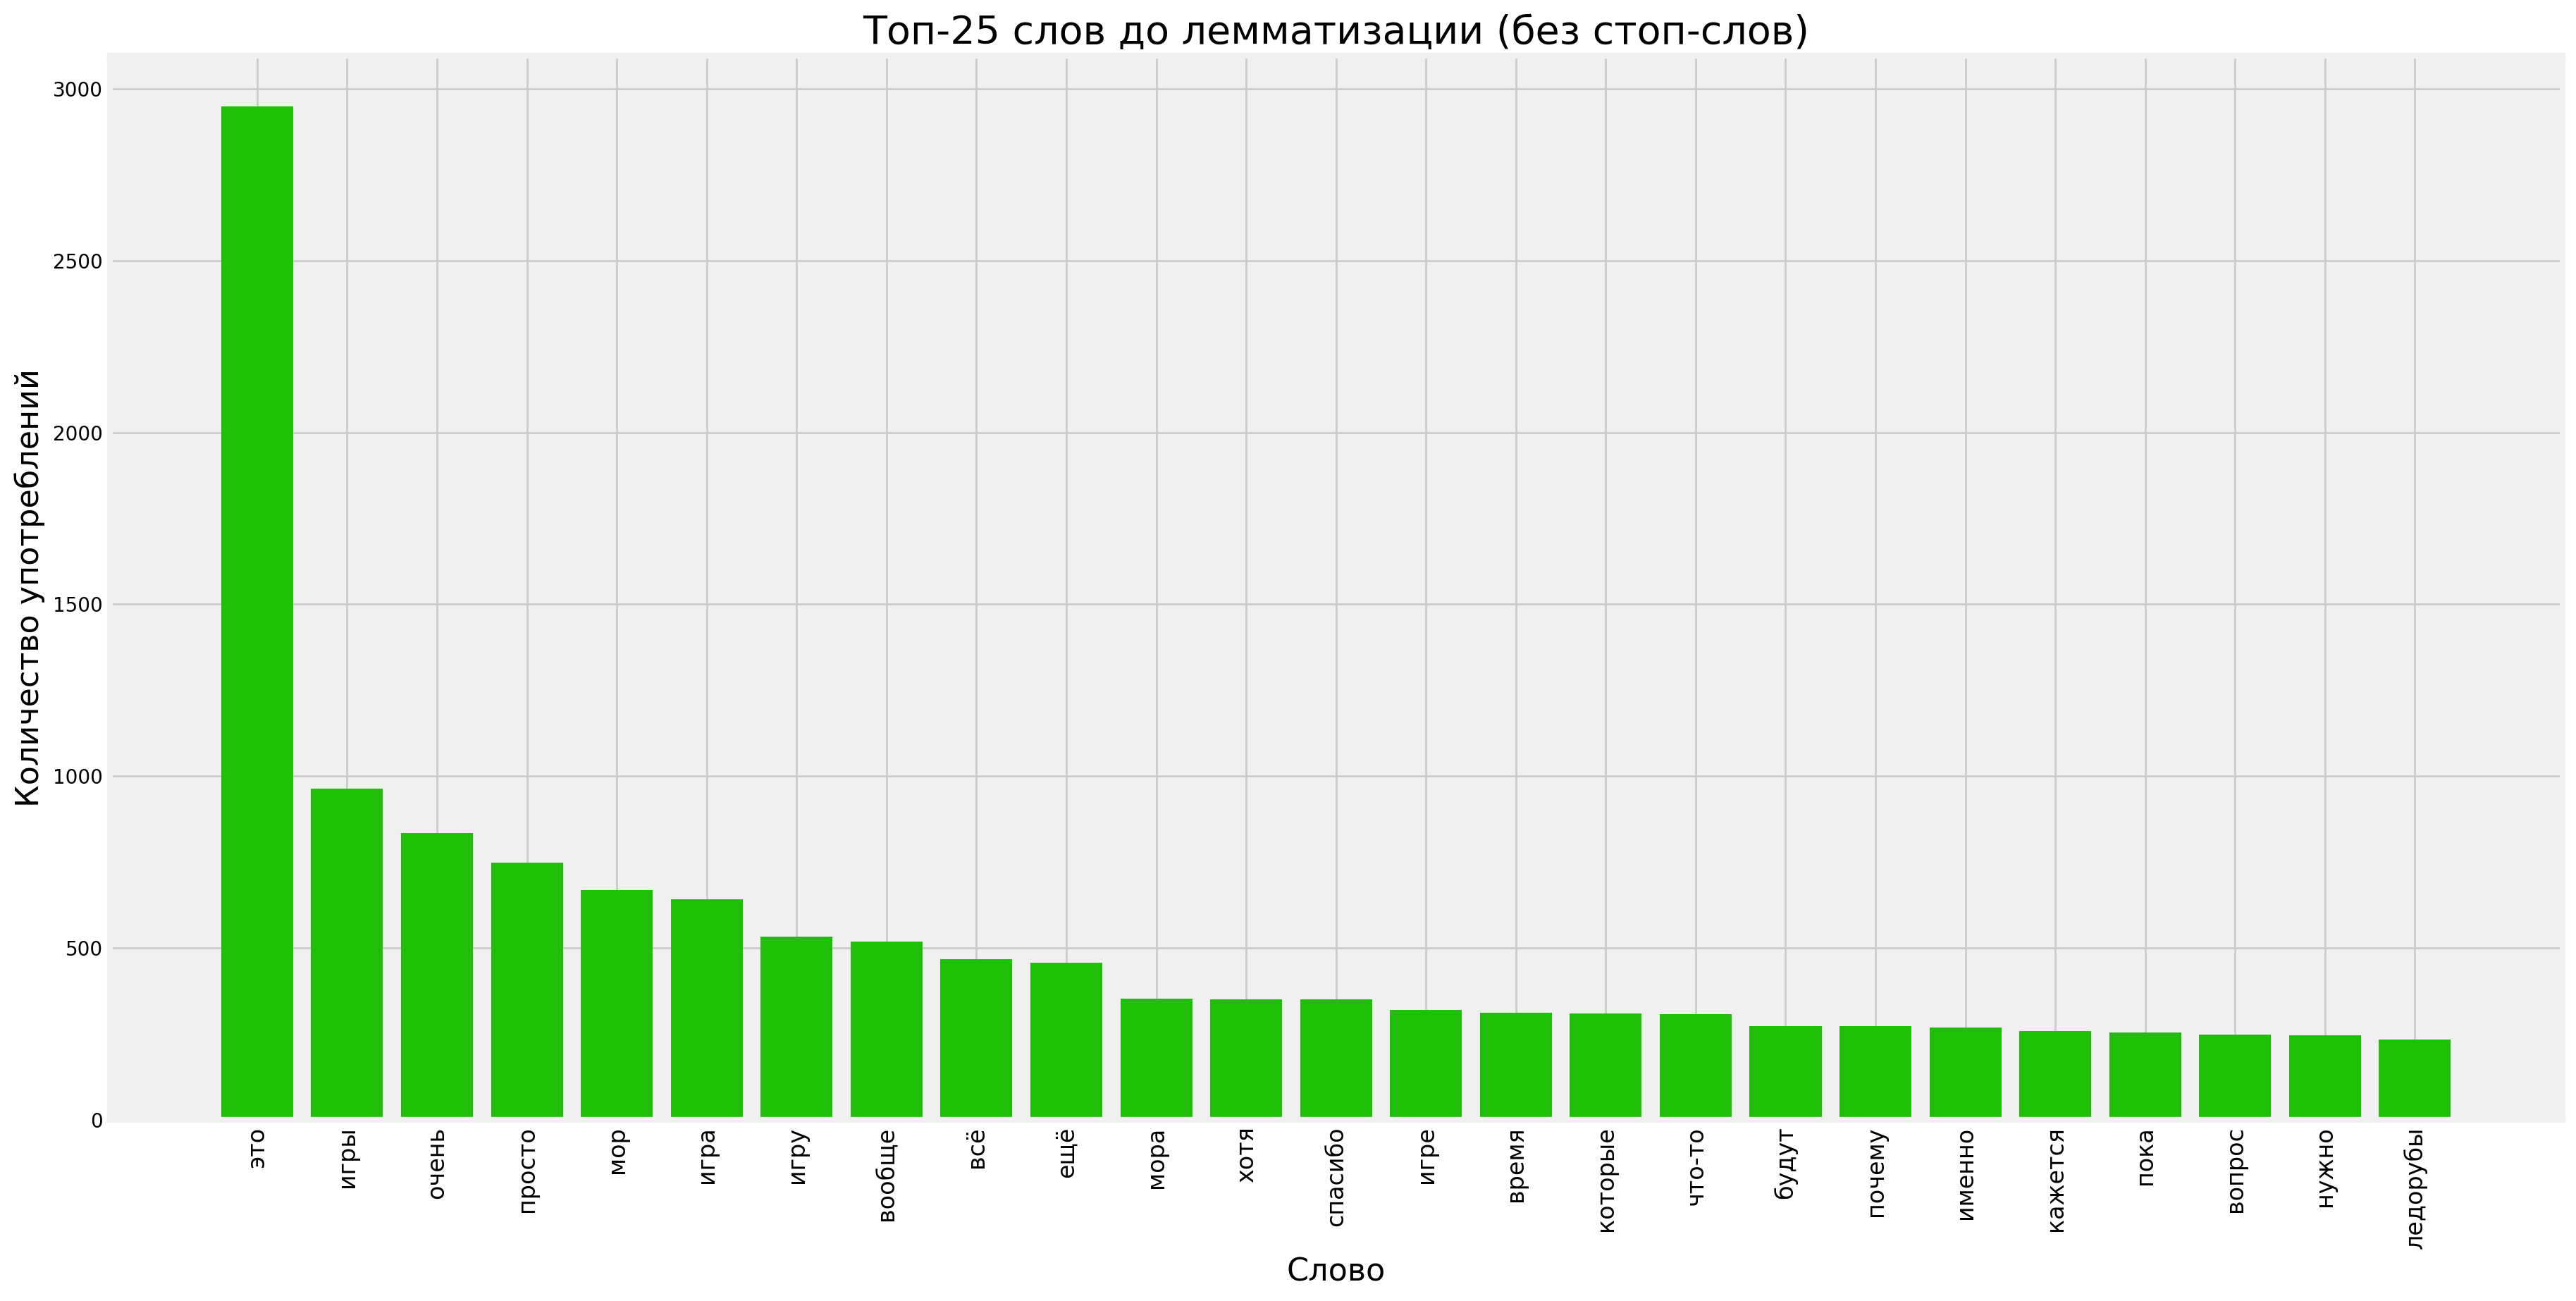 Топ-25 слов до лемматизации (без стоп-слов)
Количество употреблений
3000
2500
2000
1500
1000
500
0
это
игры
очень
просто
мор
игра
игру
вообще
всё
ещё
мора
хотя
спасибо
игре
время
которые
что-то
будут
почему
именно
кажется
пока
вопрос
нужно
ледорубы
Слово